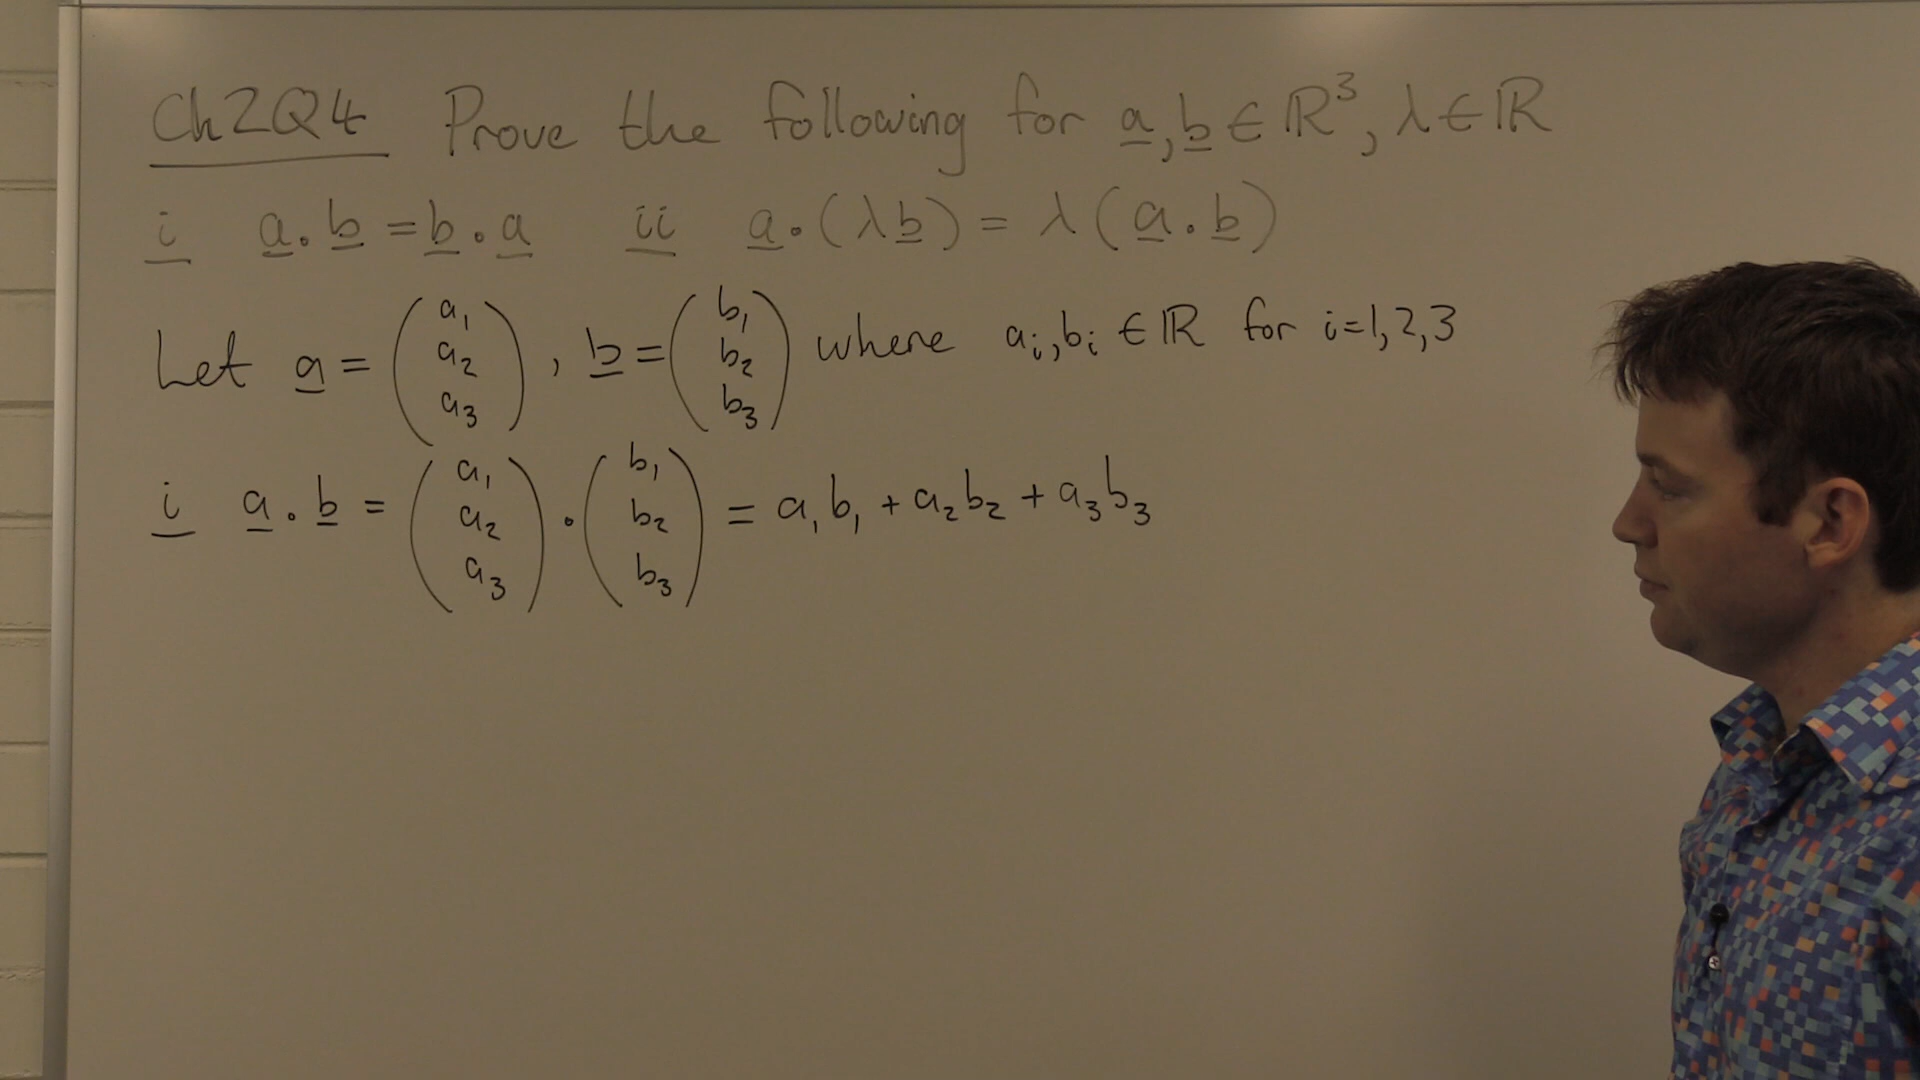 Ch2Q4 Prove the following for a, b ∈ ℝ³, λ ∈ ℝ
i a . b = b . a ii a . (λb) = λ(a . b)
Let a = (a₁ a₂ a₃), b = (b₁ b₂ b₃) where aᵢ, bᵢ ∈ ℝ for i=1,2,3
i a . b = (a₁ a₂ a₃) . (b₁ b₂ b₃) = a₁b₁ + a₂b₂ + a₃b₃